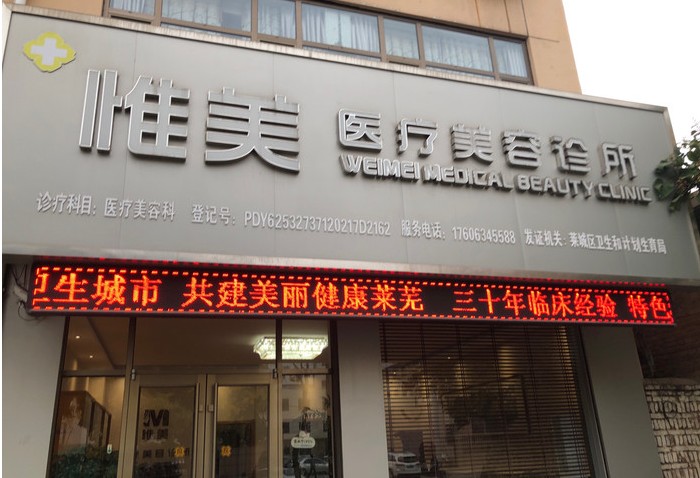 惟美 医疗美容诊所
WEIMEI MEDICAL BEAUTY CLINIC
诊疗科目：医疗美容科 登记号：PDY62532737120217D2162 服务电话：17606345588 发证机关：莱城区卫生和计划生育局
卫生城市 共建美丽健康莱芜 三十年临床经验 特色
惟美